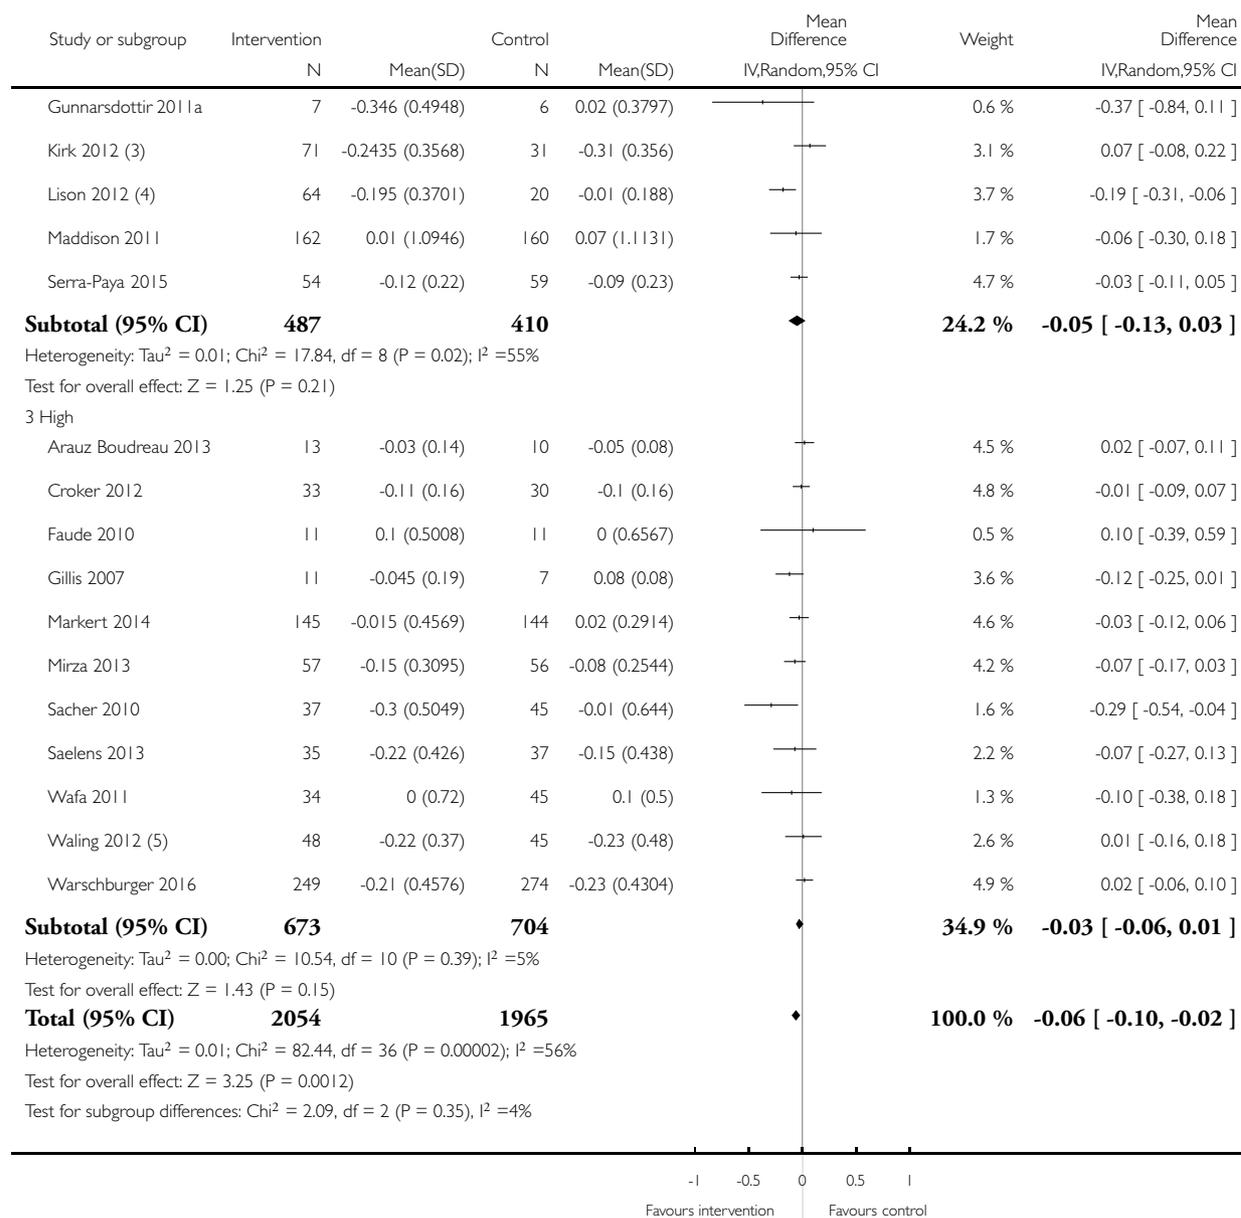 Study or subgroup Intervention Control Mean Difference Weight Mean Difference
N Mean(SD) N Mean(SD) IV,Random,95% CI IV,Random,95% CI
Gunnarsdottir 2011a 7 -0.346 (0.4948) 6 0.02 (0.3797) 0.6 % -0.37 [ -0.84, 0.11 ]
Kirk 2012 (3) 71 -0.2435 (0.3568) 31 -0.31 (0.356) 3.1 % 0.07 [ -0.08, 0.22 ]
Lison 2012 (4) 64 -0.195 (0.3701) 20 -0.01 (0.188) 3.7 % -0.19 [ -0.31, -0.06 ]
Maddison 2011 162 0.01 (1.0946) 160 0.07 (1.1131) 1.7 % -0.06 [ -0.30, 0.18 ]
Serra-Paya 2015 54 -0.12 (0.22) 59 -0.09 (0.23) 4.7 % -0.03 [ -0.11, 0.05 ]
Subtotal (95% CI) 487 410 24.2 % -0.05 [ -0.13, 0.03 ]
Heterogeneity: Tau² = 0.01; Chi² = 17.84, df = 8 (P = 0.02); I² =55%
Test for overall effect: Z = 1.25 (P = 0.21)
3 High
Arauz Boudreau 2013 13 -0.03 (0.14) 10 -0.05 (0.08) 4.5 % 0.02 [ -0.07, 0.11 ]
Croker 2012 33 -0.11 (0.16) 30 -0.1 (0.16) 4.8 % -0.01 [ -0.09, 0.07 ]
Faude 2010 11 0.1 (0.5008) 11 0 (0.6567) 0.5 % 0.10 [ -0.39, 0.59 ]
Gillis 2007 11 -0.045 (0.19) 7 0.08 (0.08) 3.6 % -0.12 [ -0.25, 0.01 ]
Markert 2014 145 -0.015 (0.4569) 144 0.02 (0.2914) 4.6 % -0.03 [ -0.12, 0.06 ]
Mirza 2013 57 -0.15 (0.3095) 56 -0.08 (0.2544) 4.2 % -0.07 [ -0.17, 0.03 ]
Sacher 2010 37 -0.3 (0.5049) 45 -0.01 (0.644) 1.6 % -0.29 [ -0.54, -0.04 ]
Saelens 2013 35 -0.22 (0.426) 37 -0.15 (0.438) 2.2 % -0.07 [ -0.27, 0.13 ]
Wafa 2011 34 0 (0.72) 45 0.1 (0.5) 1.3 % -0.10 [ -0.38, 0.18 ]
Waling 2012 (5) 48 -0.22 (0.37) 45 -0.23 (0.48) 2.6 % 0.01 [ -0.16, 0.18 ]
Warschburger 2016 249 -0.21 (0.4576) 274 -0.23 (0.4304) 4.9 % 0.02 [ -0.06, 0.10 ]
Subtotal (95% CI) 673 704 34.9 % -0.03 [ -0.06, 0.01 ]
Heterogeneity: Tau² = 0.00; Chi² = 10.54, df = 10 (P = 0.39); I² =5%
Test for overall effect: Z = 1.43 (P = 0.15)
Total (95% CI) 2054 1965 100.0 % -0.06 [ -0.10, -0.02 ]
Heterogeneity: Tau² = 0.01; Chi² = 82.44, df = 36 (P = 0.00002); I² =56%
Test for overall effect: Z = 3.25 (P = 0.0012)
Test for subgroup differences: Chi² = 2.09, df = 2 (P = 0.35), I² =4%
-1 -0.5 0 0.5 1
Favours intervention Favours control